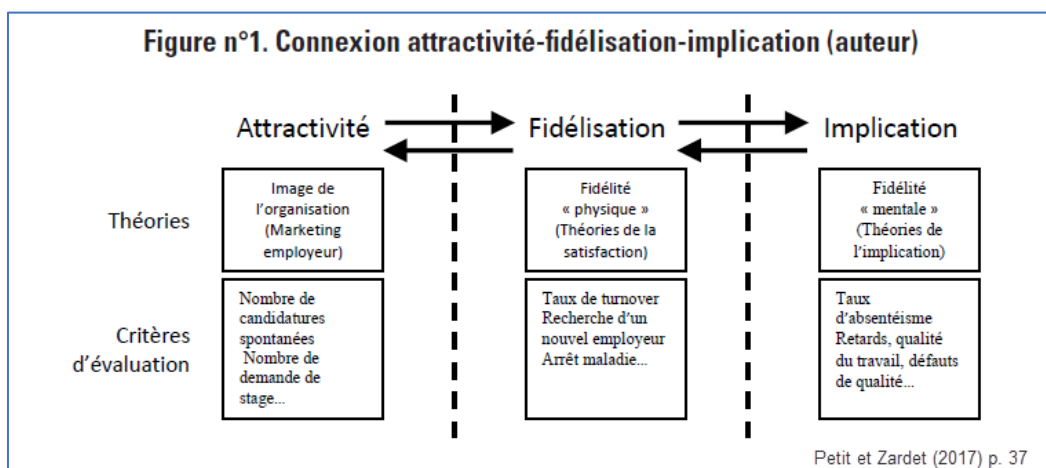 Figure n°1. Connexion attractivité-fidélisation-implication (auteur)
Attractivité
Fidélisation
Implication
Théories
Image de
l'organisation
(Marketing
employeur)
Fidélité
« physique »
(Théories de la
satisfaction)
Fidélité
« mentale »
(Théories de
l'implication)
Critères
d'évaluation
Nombre de
candidatures
spontanées
Nombre de
demande de
stage...
Taux de turnover
Recherche d'un
nouvel employeur
Arrêt maladie...
Taux
d'absentéisme
Retards, qualité
du travail, défauts
de qualité...
Petit et Zardet (2017) p. 37